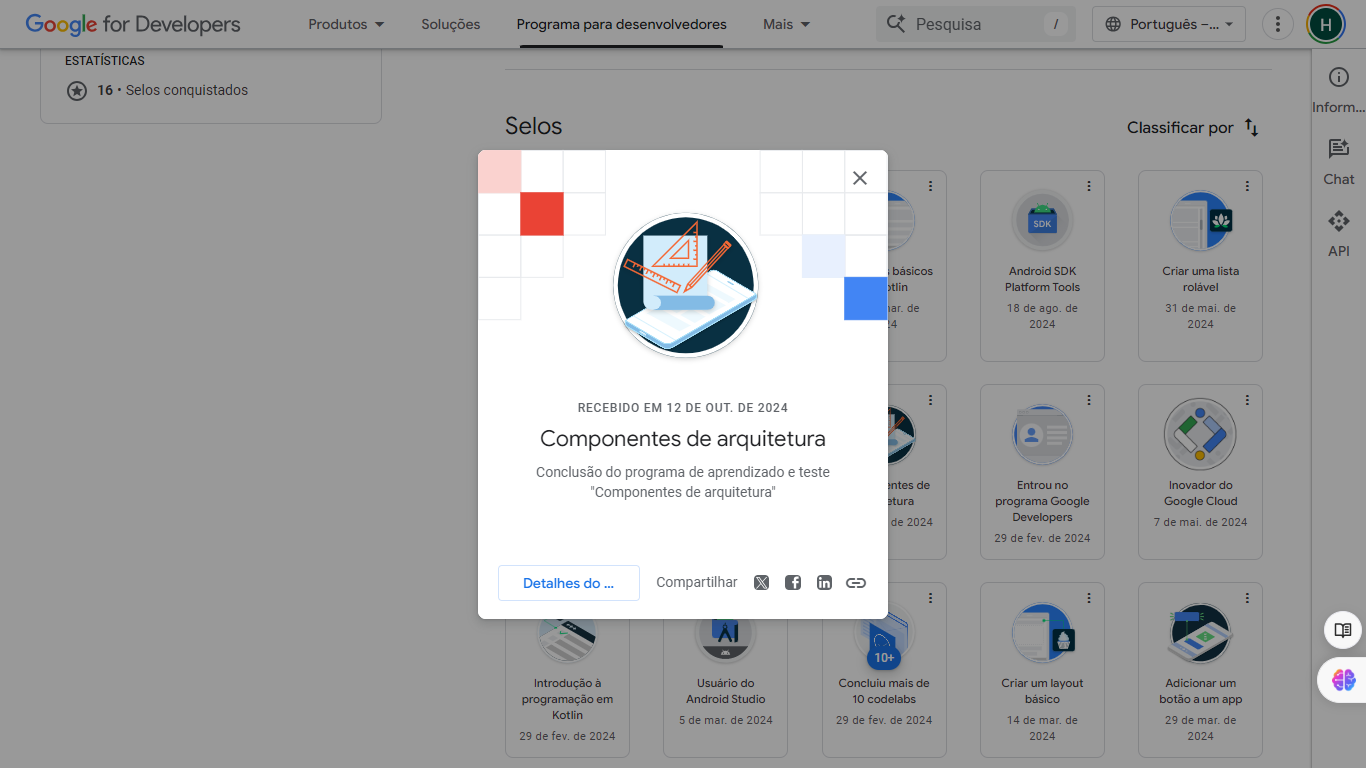 Google for Developers
Produtos
Soluções
Programa para desenvolvedores
Mais
Pesquisa
/
Português –...
H
ESTATÍSTICAS
16 • Selos conquistados
Selos
Classificar por
Inform...
Chat
API
s básicos
otlin
nar. de
24
SDK
Android SDK
Platform Tools
18 de ago. de
2024
Criar uma lista
rolável
31 de mai. de
2024
RECEBIDO EM 12 DE OUT. DE 2024
Componentes de arquitetura
Conclusão do programa de aprendizado e teste
"Componentes de arquitetura"
Detalhes do ...
Compartilhar
entes de
etura
. de 2024
Entrou no
programa Google
Developers
29 de fev. de 2024
Inovador do
Google Cloud
7 de mai. de 2024
Introdução à
programação em
Kotlin
29 de fev. de 2024
Usuário do
Android Studio
5 de mar. de 2024
10+
Concluiu mais de
10 codelabs
29 de fev. de 2024
Criar um layout
básico
14 de mar. de
2024
Adicionar um
botão a um app
29 de mar. de
2024